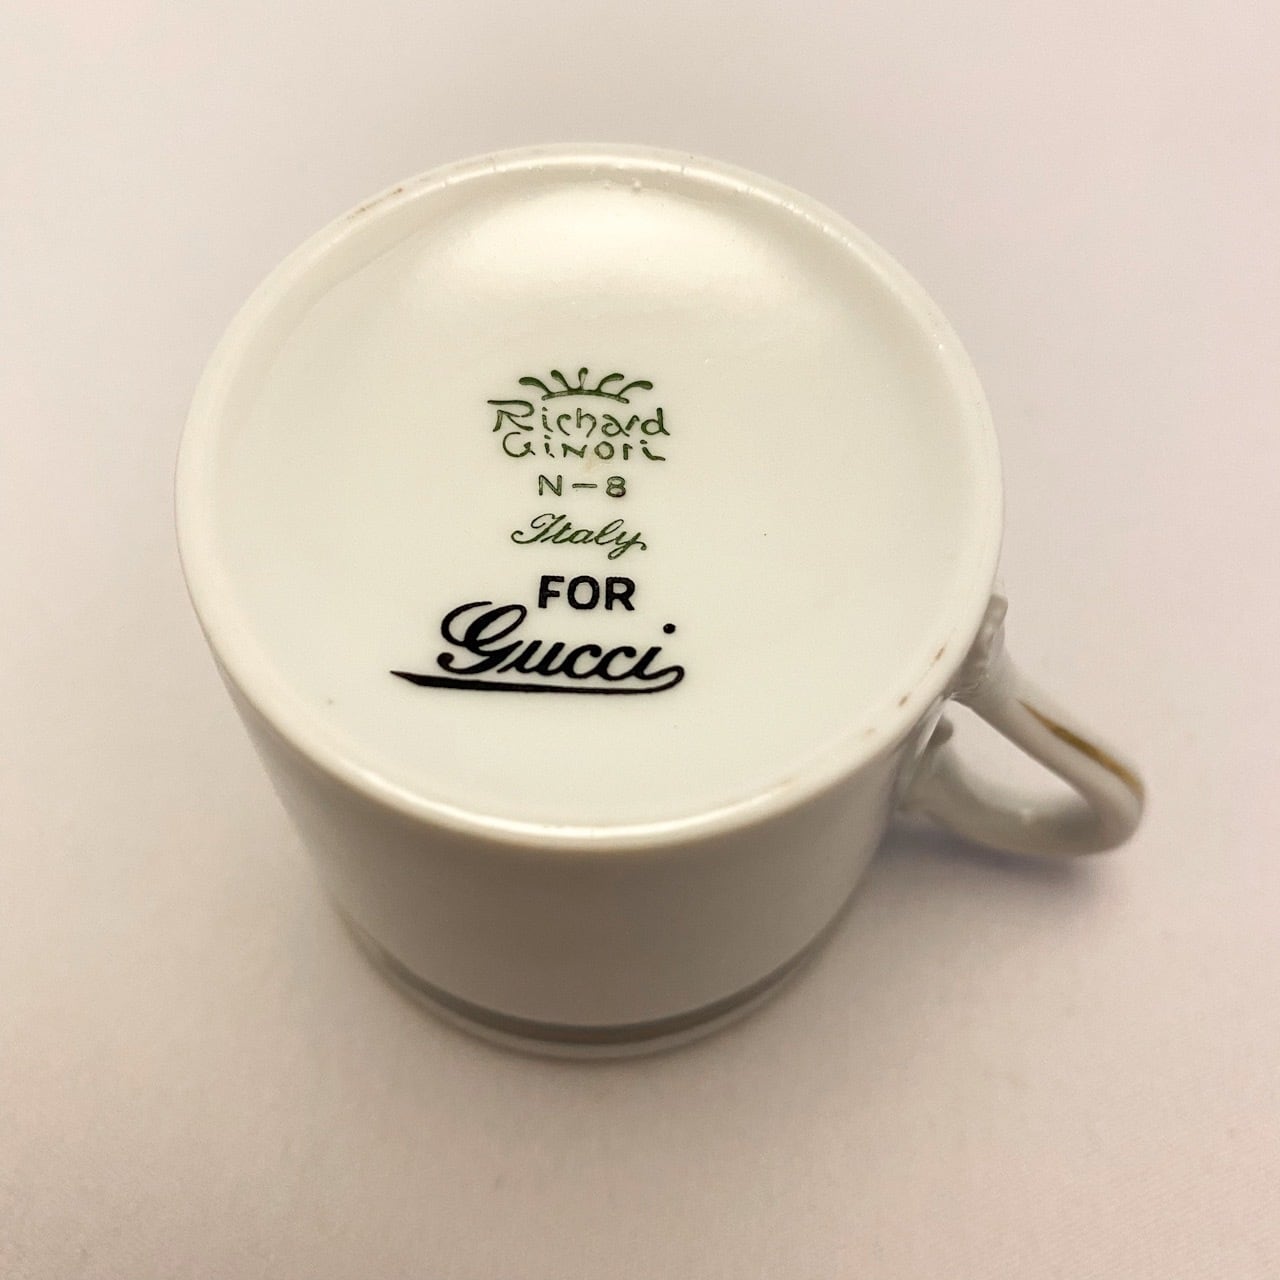 Richard
Ginori
N-8
Italy
FOR
Gucci